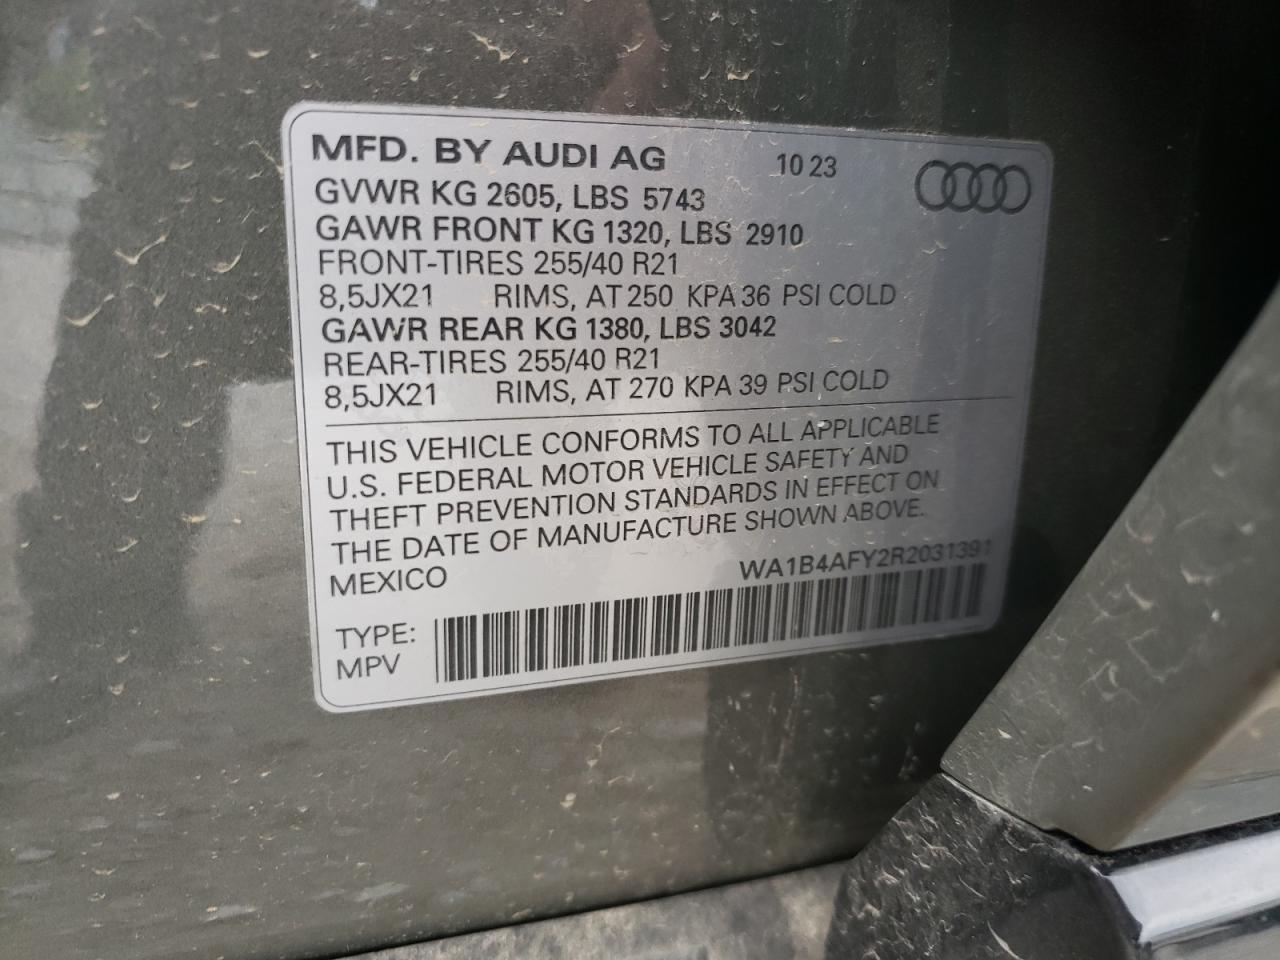 MFD. BY AUDI AG 10 23
GVWR KG 2605, LBS 5743
GAWR FRONT KG 1320, LBS 2910
FRONT-TIRES 255/40 R21
8,5JX21 RIMS, AT 250 KPA 36 PSI COLD
GAWR REAR KG 1380, LBS 3042
REAR-TIRES 255/40 R21
8,5JX21 RIMS, AT 270 KPA 39 PSI COLD
THIS VEHICLE CONFORMS TO ALL APPLICABLE
U.S. FEDERAL MOTOR VEHICLE SAFETY AND
THEFT PREVENTION STANDARDS IN EFFECT ON
THE DATE OF MANUFACTURE SHOWN ABOVE.
MEXICO WA1B4AFY2R2031391
TYPE:
MPV